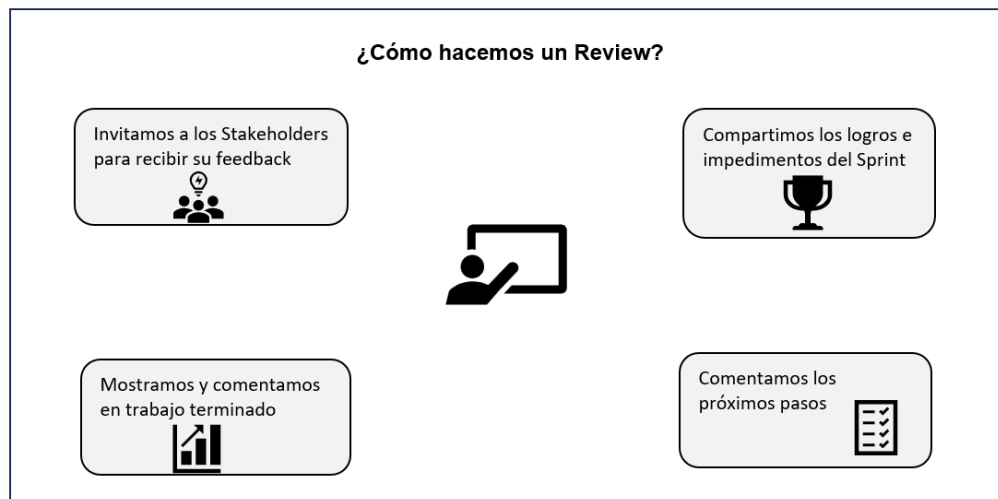 ¿Cómo hacemos un Review?
Invitamos a los Stakeholders
para recibir su feedback
Compartimos los logros e
impedimentos del Sprint
Mostramos y comentamos
en trabajo terminado
Comentamos los
próximos pasos